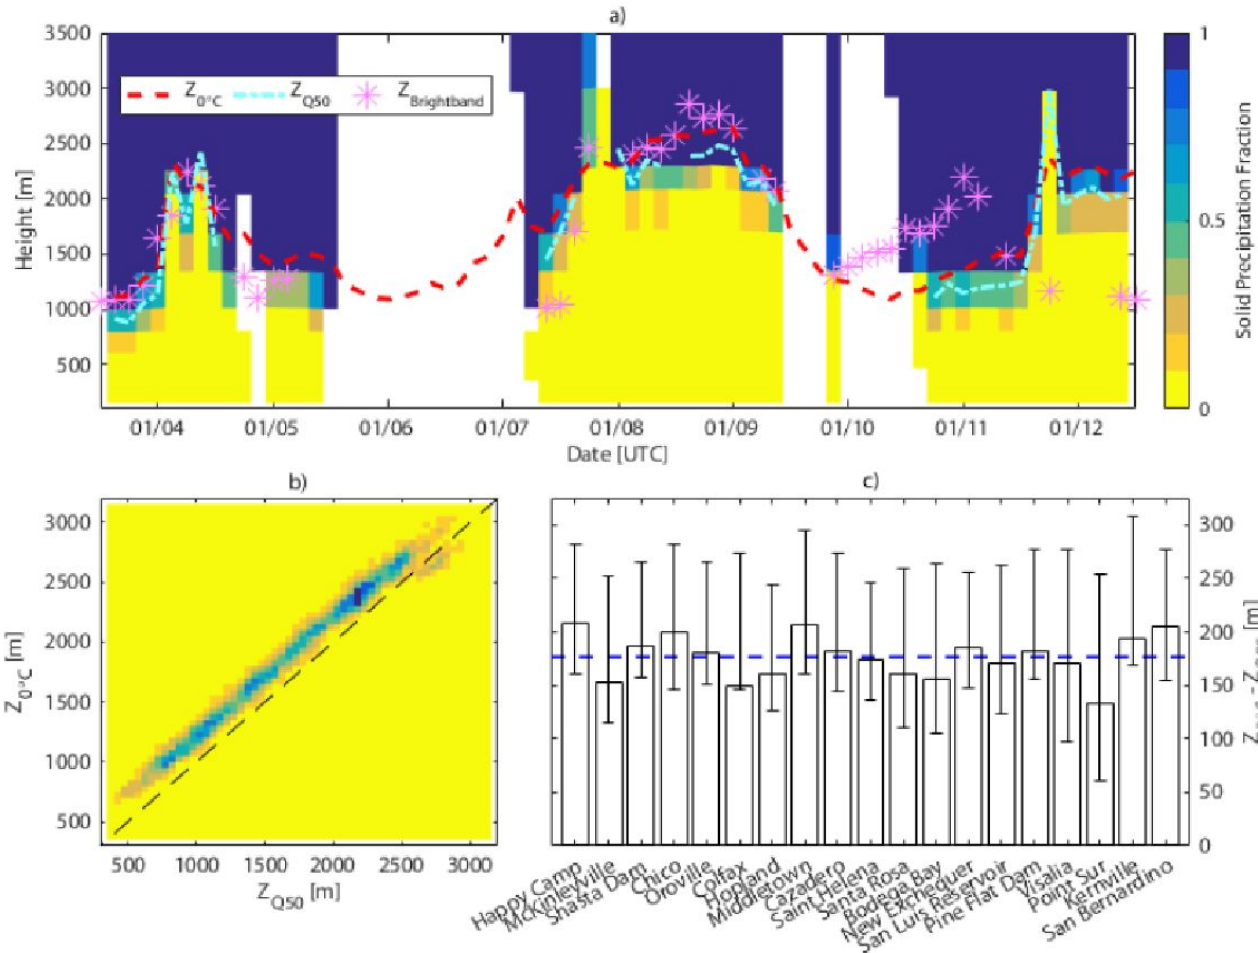 a)
3500
3000
2500
2000
1500
1000
500
Height [m]
Z0°C
ZQ50
ZBrightband
01/04
01/05
01/06
01/07
01/08
01/09
01/10
01/11
01/12
Date [UTC]
1
0.5
0
Solid Precipitation Fraction
b)
3000
2500
2000
1500
1000
500
Z0°C [m]
500
1000
1500
2000
2500
3000
ZQ50 [m]
c)
300
250
200
150
100
50
0
[m]
Happy Camp
McKinleyville
Shasta Dam
Chico
Oroville
Colfax
Hopland
Middletown
Cazadero
Saint Helena
Santa Rosa
Bodega Bay
New Exchequer
San Luis Reservoir
Pine Flat Dam
Visalia
Point Sur
Kernville
San Bernardino